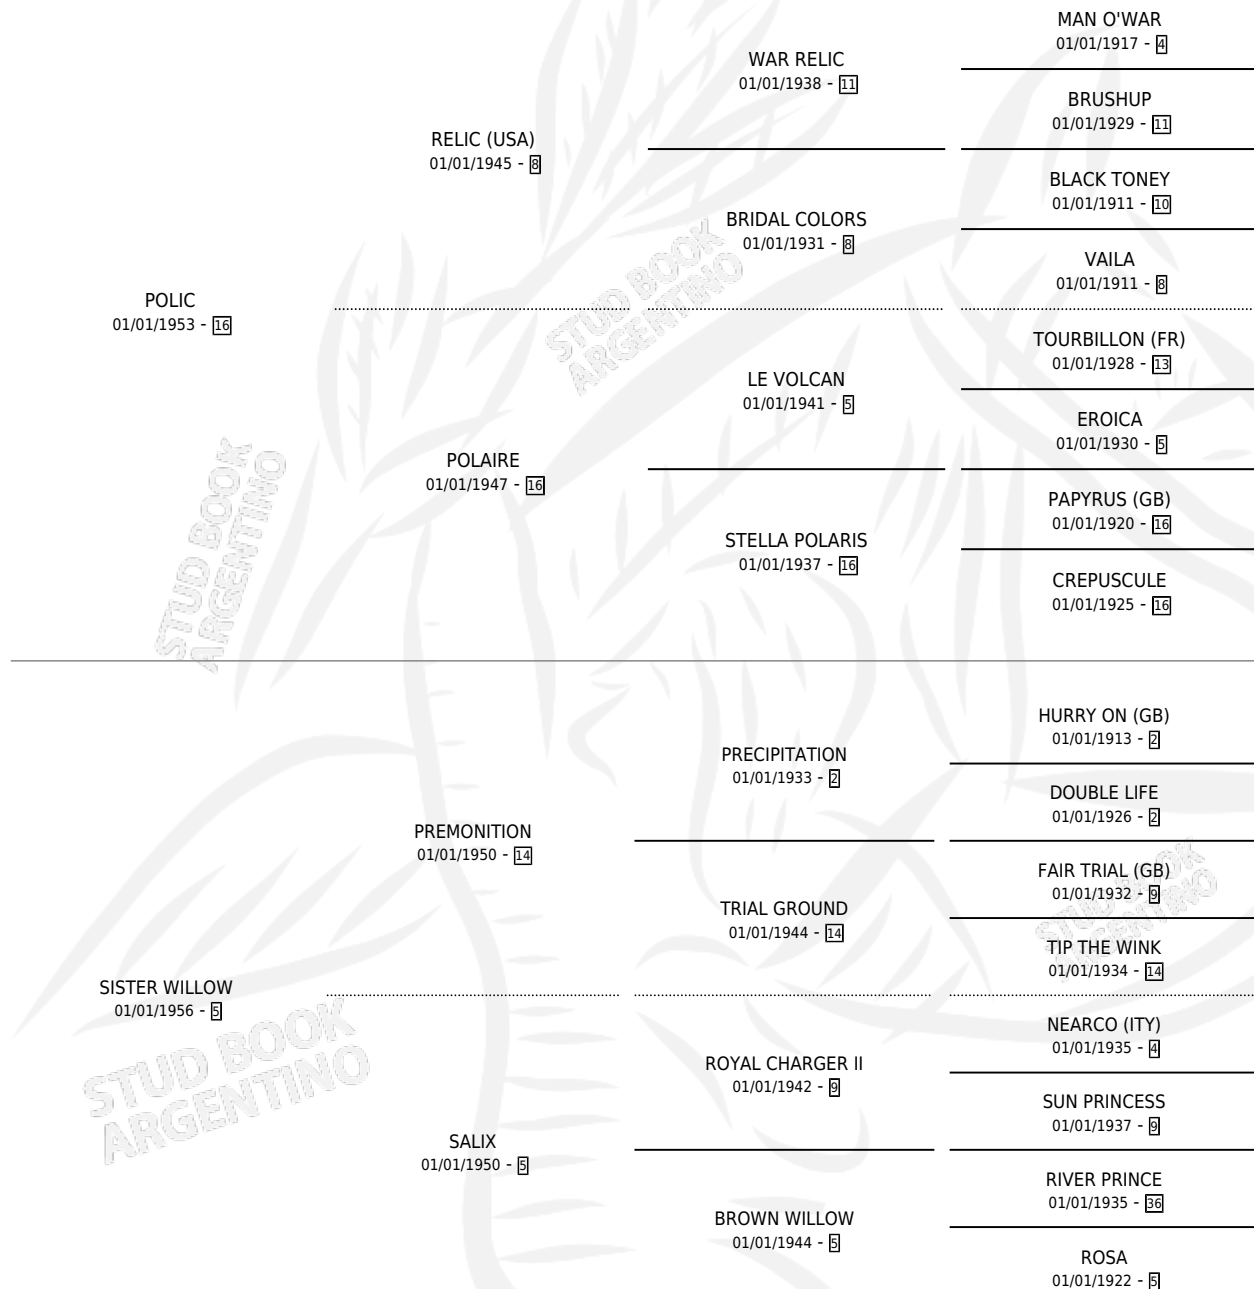 MAN O'WAR
01/01/1917 - 4
WAR RELIC
01/01/1938 - 11
BRUSHUP
01/01/1929 - 11
RELIC (USA)
01/01/1945 - 8
BLACK TONEY
01/01/1911 - 10
BRIDAL COLORS
01/01/1931 - 8
VAILA
01/01/1911 - 8
POLIC
01/01/1953 - 16
TOURBILLON (FR)
01/01/1928 - 13
LE VOLCAN
01/01/1941 - 5
EROICA
01/01/1930 - 5
POLAIRE
01/01/1947 - 16
PAPYRUS (GB)
01/01/1920 - 16
STELLA POLARIS
01/01/1937 - 16
CREPUSCULE
01/01/1925 - 16
HURRY ON (GB)
01/01/1913 - 2
PRECIPITATION
01/01/1933 - 2
DOUBLE LIFE
01/01/1926 - 2
PREMONITION
01/01/1950 - 14
FAIR TRIAL (GB)
01/01/1932 - 9
TRIAL GROUND
01/01/1944 - 14
TIP THE WINK
01/01/1934 - 14
SISTER WILLOW
01/01/1956 - 5
NEARCO (ITY)
01/01/1935 - 4
ROYAL CHARGER II
01/01/1942 - 9
SUN PRINCESS
01/01/1937 - 9
SALIX
01/01/1950 - 5
RIVER PRINCE
01/01/1935 - 36
BROWN WILLOW
01/01/1944 - 5
ROSA
01/01/1922 - 5
STUD BOOK
ARGENTINO
STUD BOOK
ARGENTINO
STUD BOOK
ARGENTINO
STUD BOOK
ARGENTINO